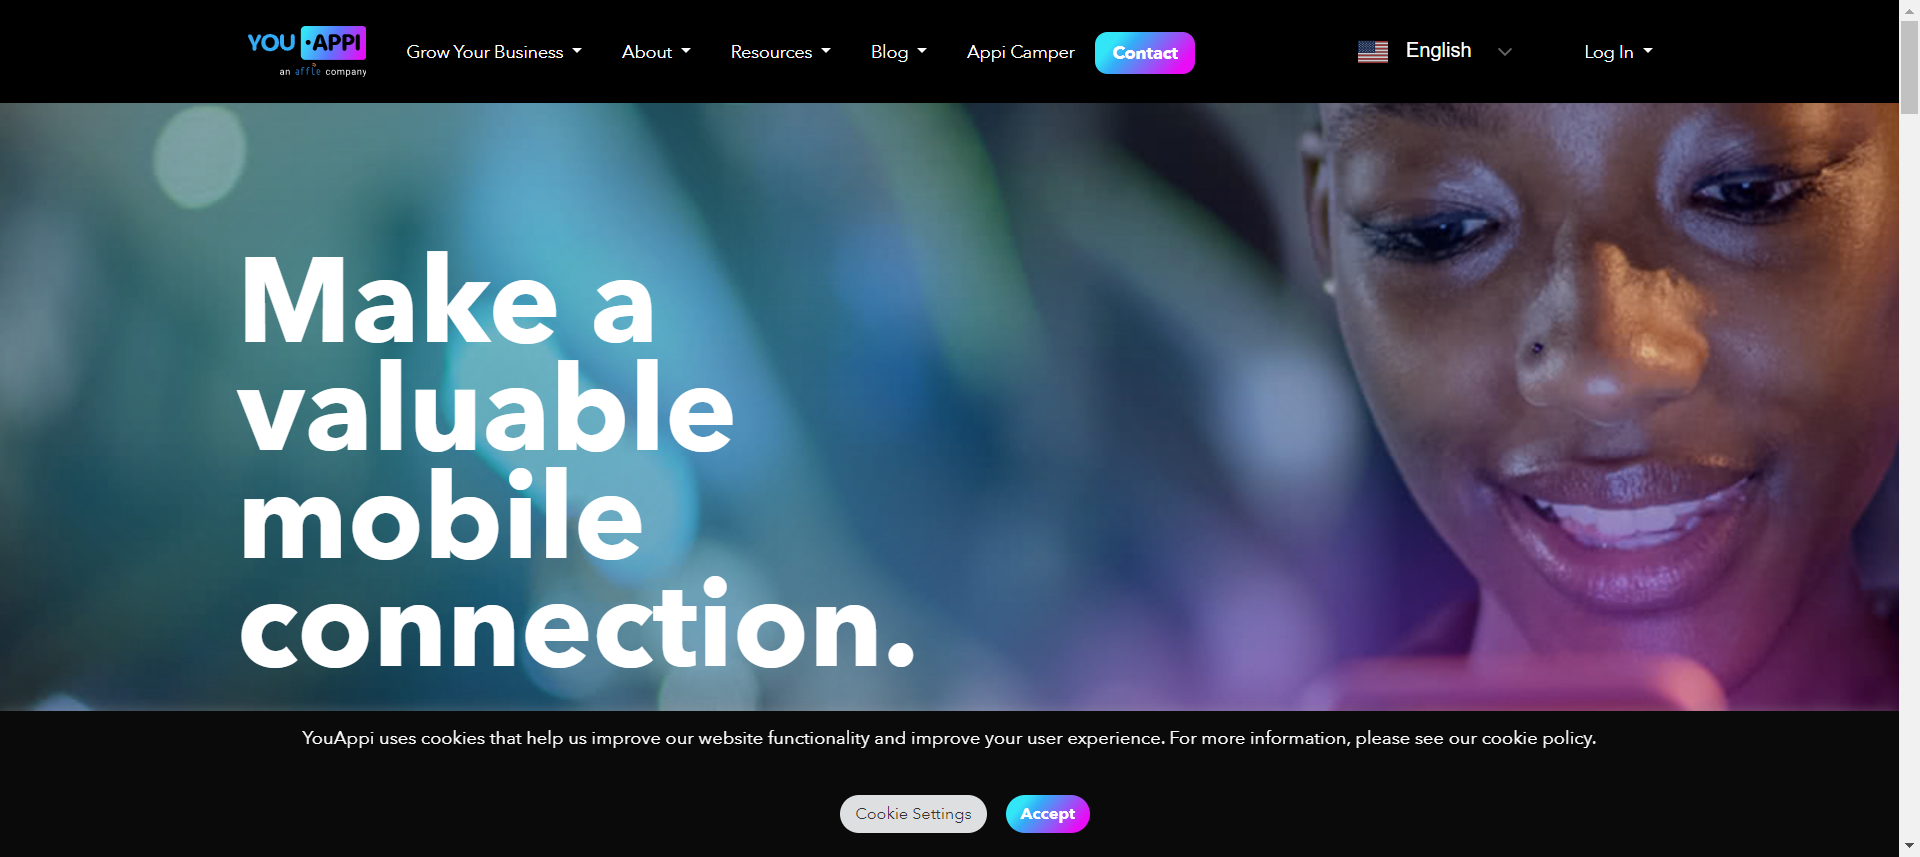 YOU•APPI
an affle company
Grow Your Business
About
Resources
Blog
Appi Camper
Contact
English
Log In
Make a
valuable
mobile
connection.
YouAppi uses cookies that help us improve our website functionality and improve your user experience. For more information, please see our cookie policy.
Cookie Settings
Accept